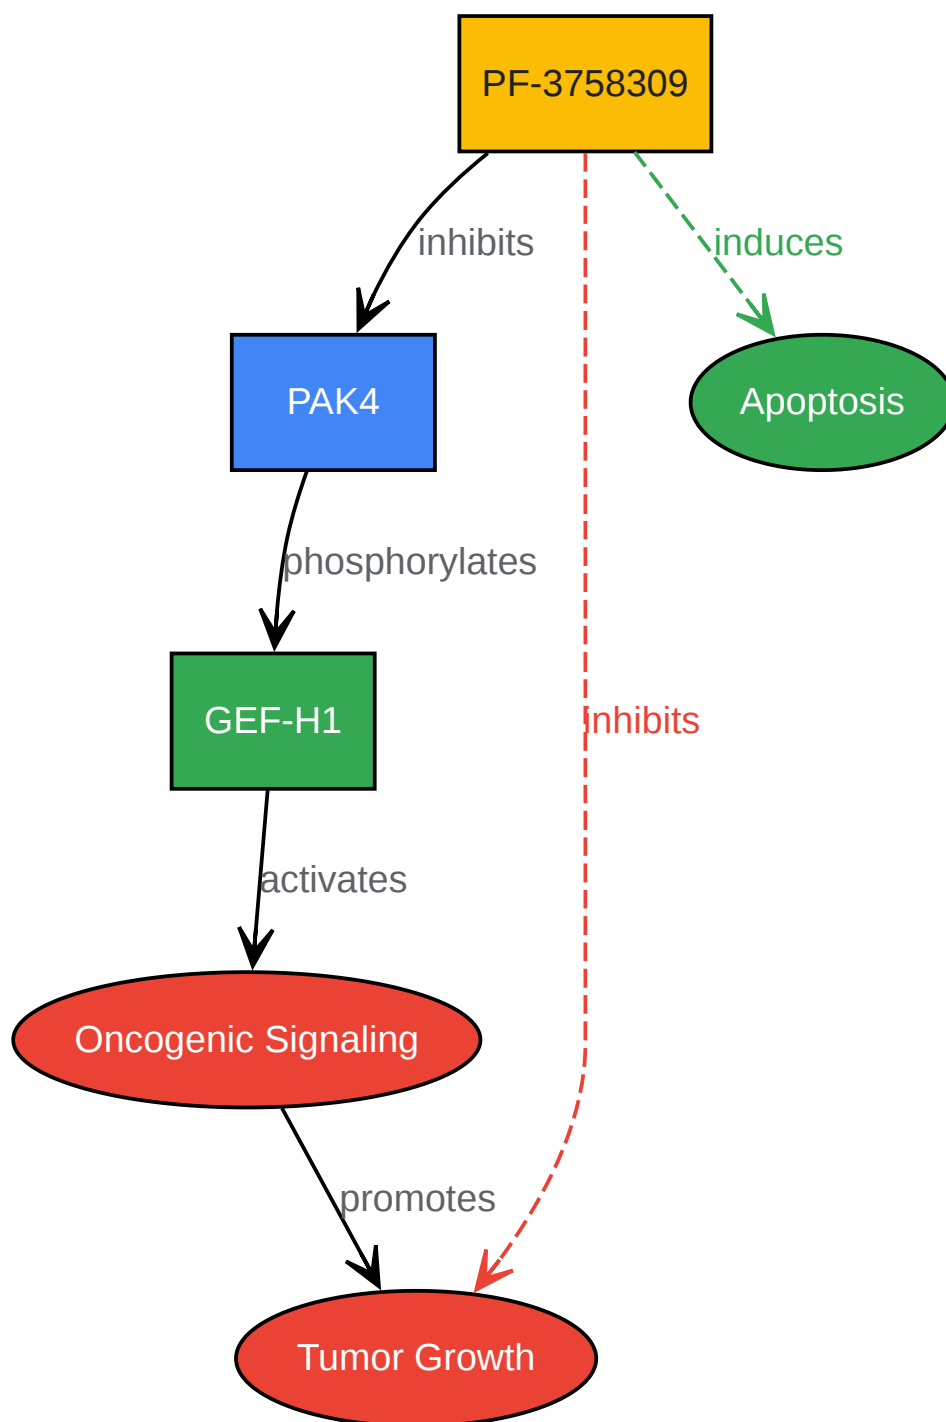 PF-3758309
inhibits
induces
PAK4
Apoptosis
phosphorylates
GEF-H1
inhibits
activates
Oncogenic Signaling
promotes
Tumor Growth